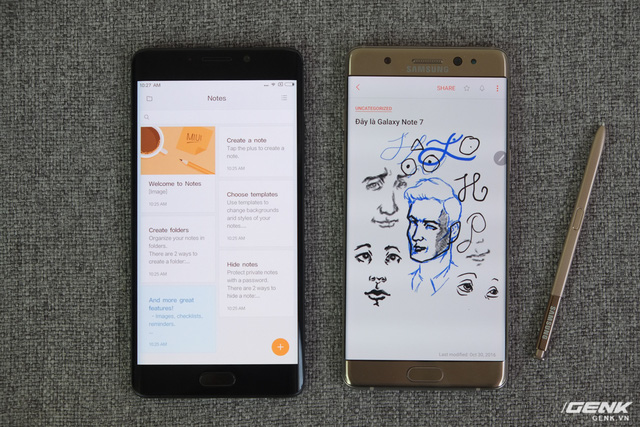 10:27 AM
Notes
MIUI
Welcome to Notes
[Image]
10:25 AM
Create folders
Organize your notes in
folders.
There are 2 ways to
create a folder:...
10:25 AM
And more great
features!
- Images, checklists,
reminders.
...
10:25 AM
Create a note
Tap the plus to create a
note.
10:25 AM
Choose templates
Use templates to
change backgrounds
and styles of your
notes.
10:25 AM
Hide notes
Protect private notes
with a password.
There are 2 ways to
hide a note:...
10:25 AM
SAMSUNG
SHARE
UNCATEGORIZED
Đây là Galaxy Note 7
Last modified: Oct 30, 2016
SAMSUNG
GENK
GENK.VN